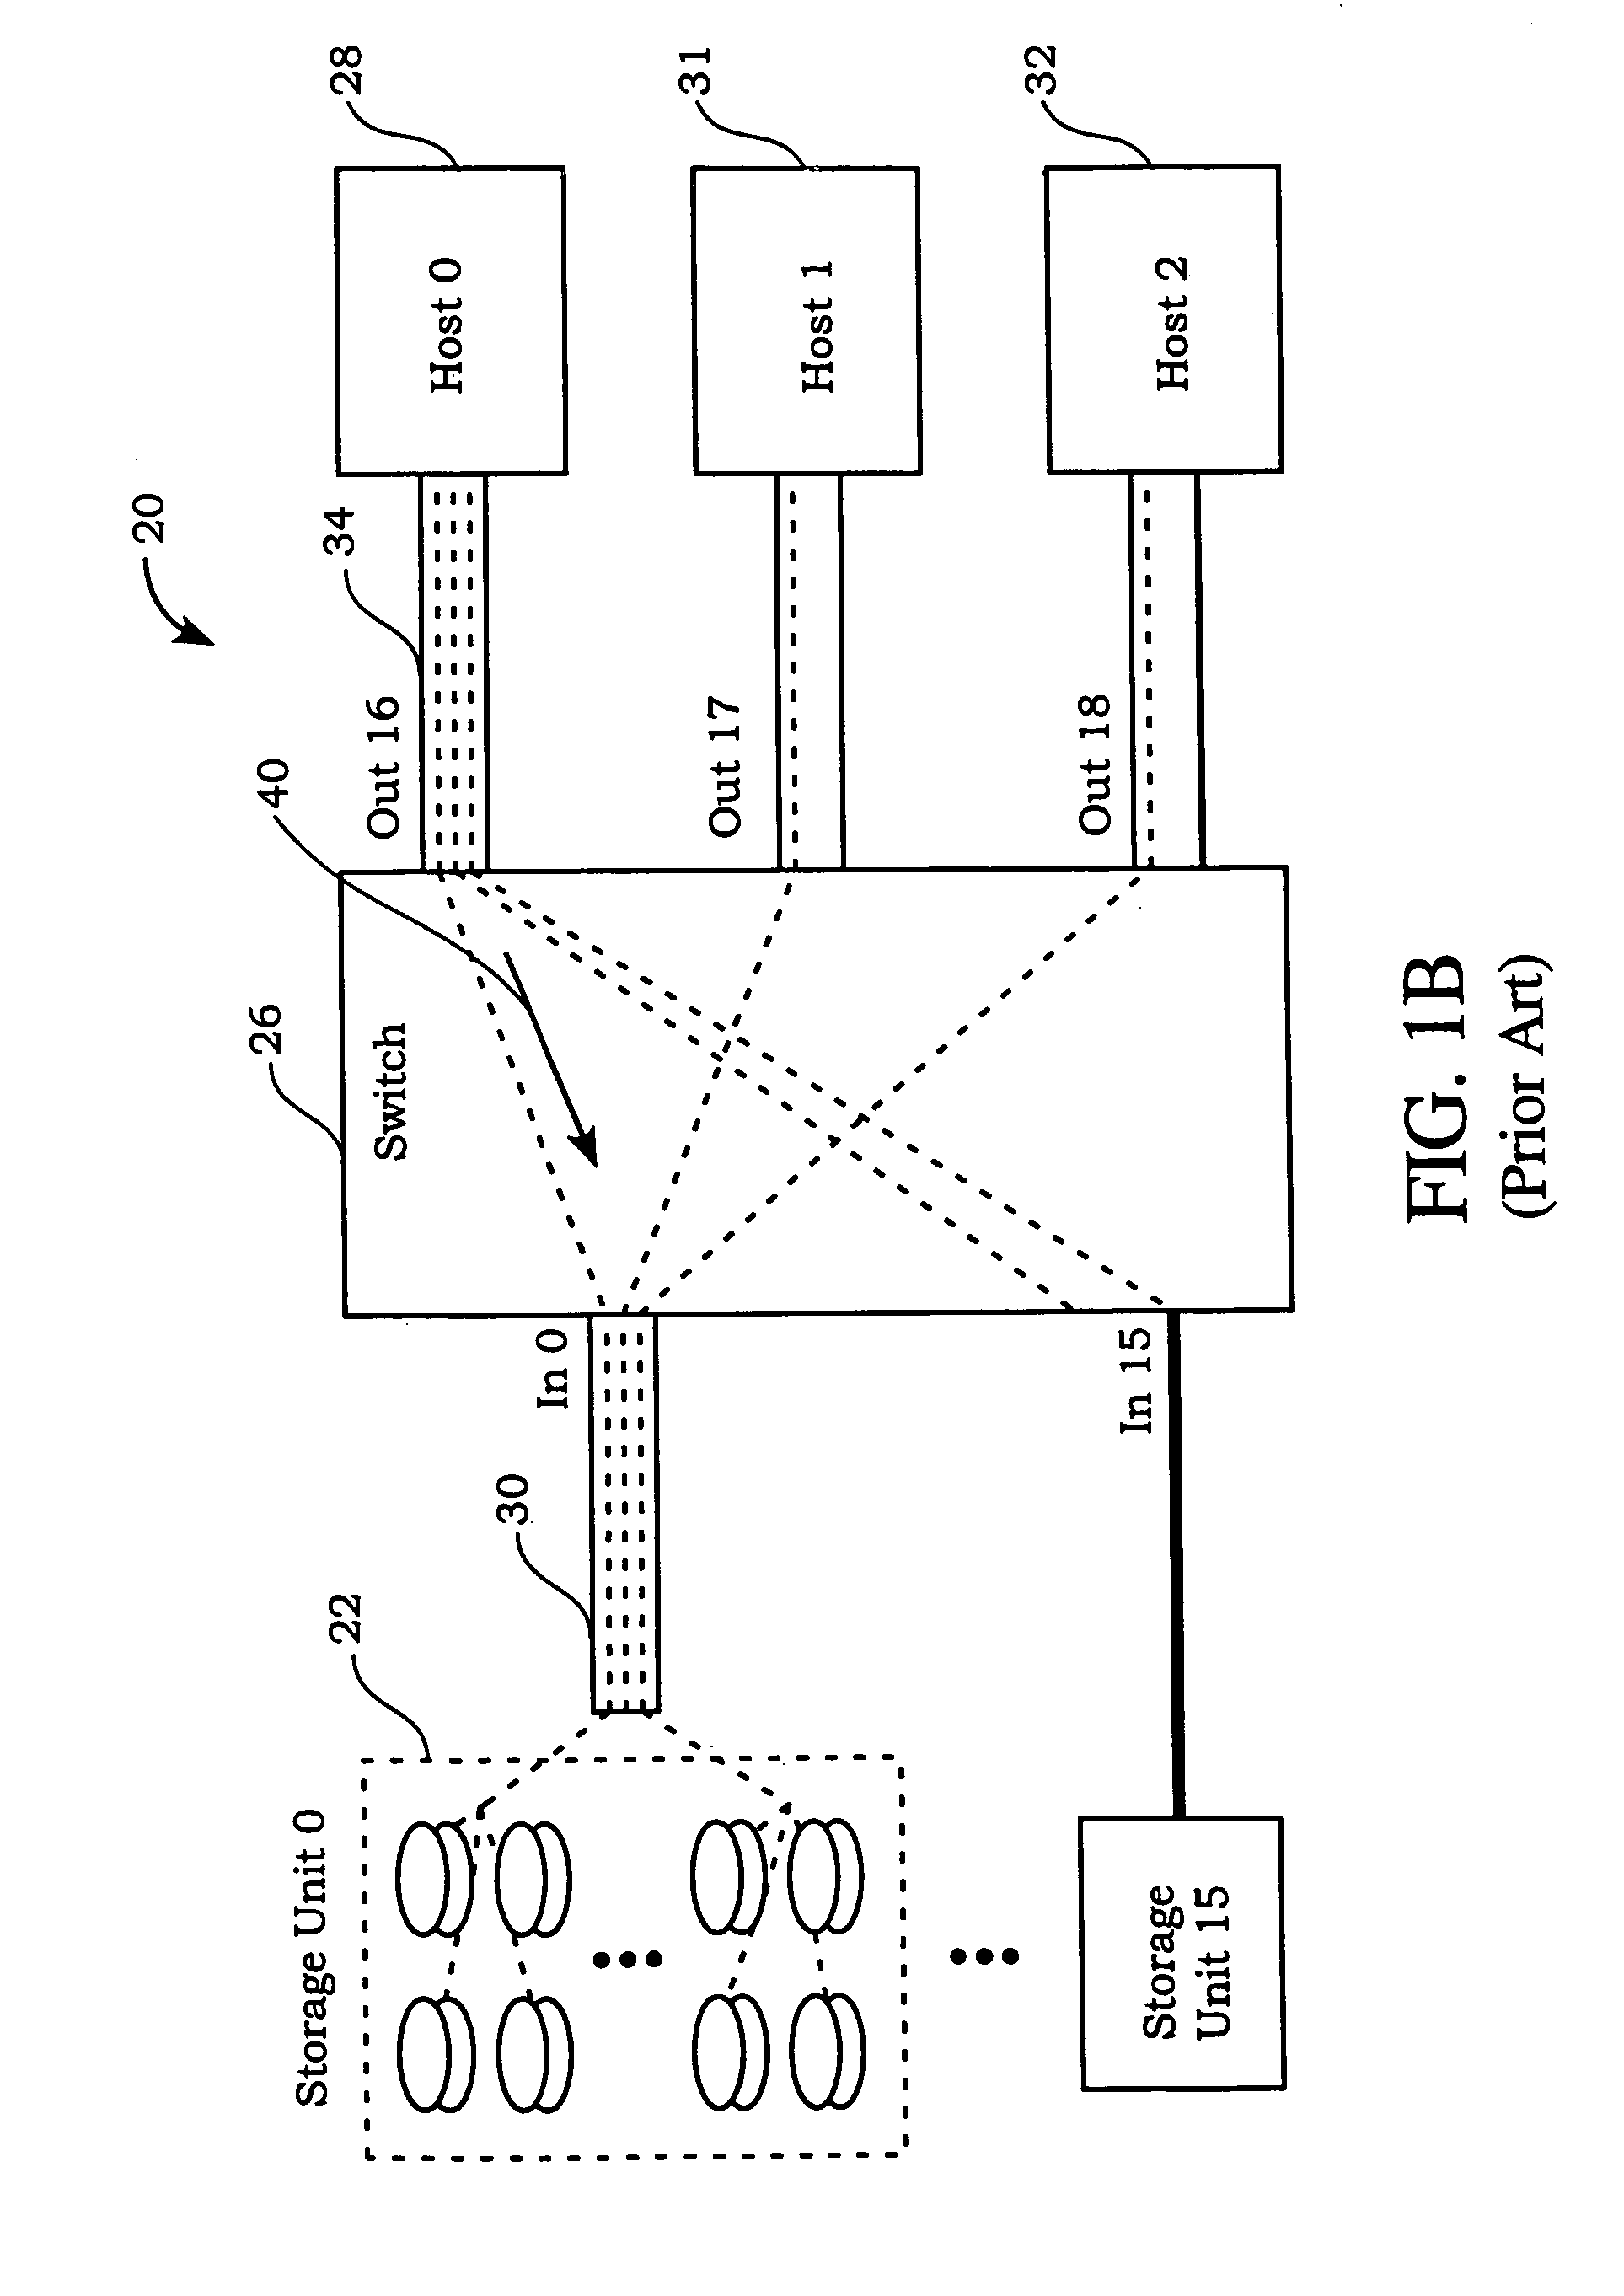 20
Storage Unit 0
22
30
In 0
26
Switch
40
Out 16
34
28
Host 0
Out 17
31
Host 1
Out 18
32
Host 2
In 15
Storage
Unit 15
FIG. 1B
(Prior Art)